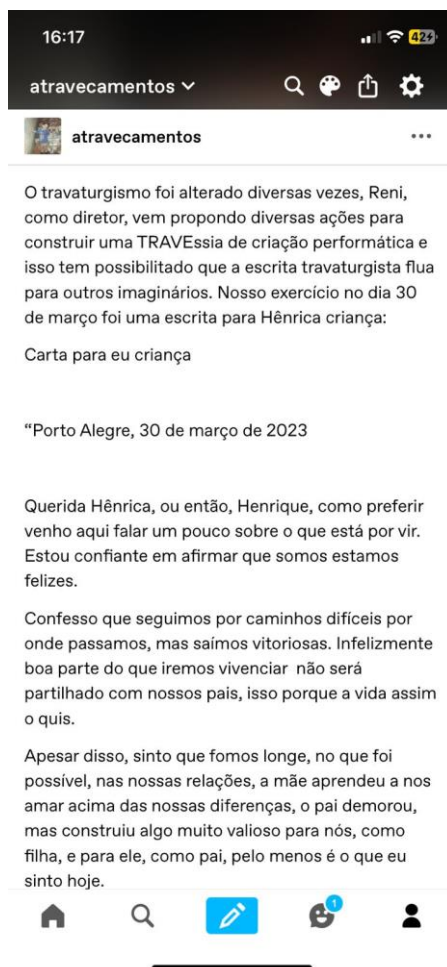 16:17
42
atravecamentos
atravecamentos
O travaturgismo foi alterado diversas vezes, Reni,
como diretor, vem propondo diversas ações para
construir uma TRAVEssia de criação performática e
isso tem possibilitado que a escrita travaturgista flua
para outros imaginários. Nosso exercício no dia 30
de março foi uma escrita para Hênrica criança:
Carta para eu criança
“Porto Alegre, 30 de março de 2023
Querida Hênrica, ou então, Henrique, como preferir
venho aqui falar um pouco sobre o que está por vir.
Estou confiante em afirmar que somos estamos
felizes.
Confesso que seguimos por caminhos difíceis por
onde passamos, mas saímos vitoriosas. Infelizmente
boa parte do que iremos vivenciar não será
partilhado com nossos pais, isso porque a vida assim
o quis.
Apesar disso, sinto que fomos longe, no que foi
possível, nas nossas relações, a mãe aprendeu a nos
amar acima das nossas diferenças, o pai demorou,
mas construiu algo muito valioso para nós, como
filha, e para ele, como pai, pelo menos é o que eu
sinto hoje.
1